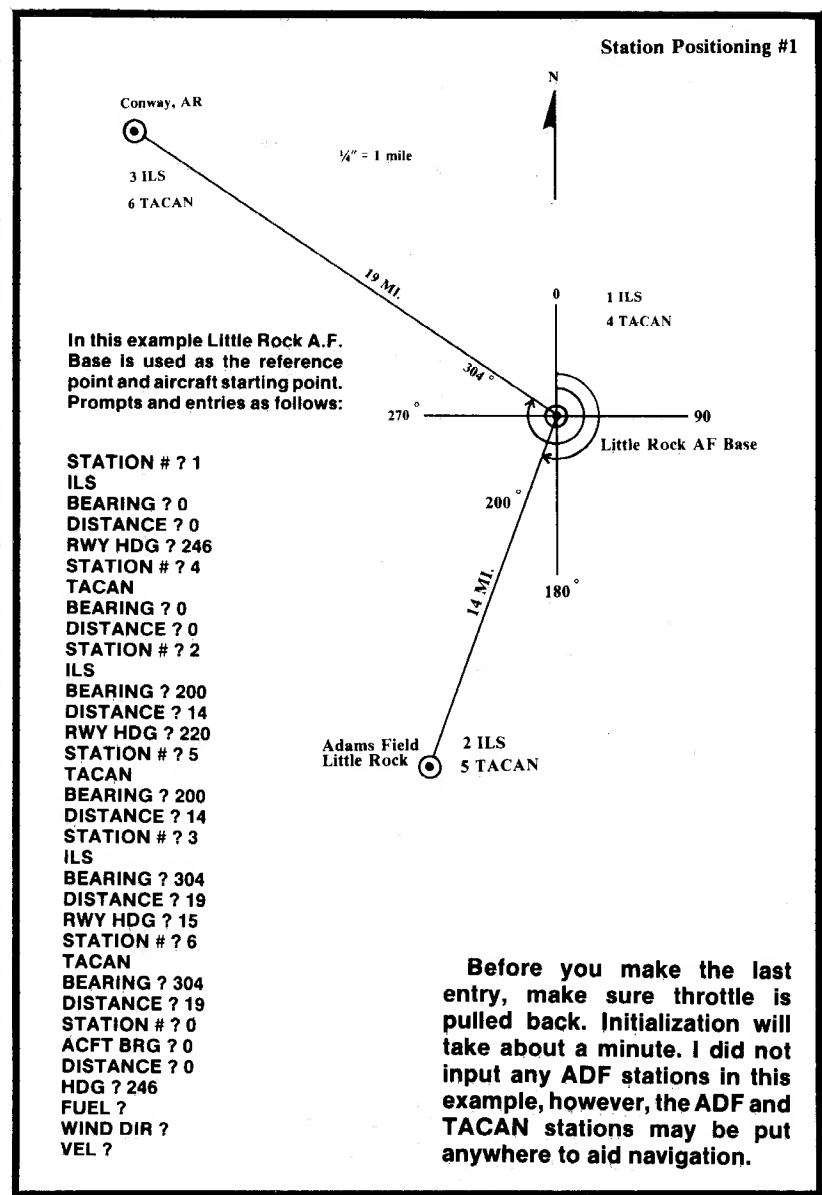 Station Positioning #1
N
Conway, AR
3 ILS
6 TACAN
¼" = 1 mile
19 MI.
304°
0
1 ILS
4 TACAN
270°
90
Little Rock AF Base
200°
180°
14 MI.
Adams Field
Little Rock
2 ILS
5 TACAN
In this example Little Rock A.F.
Base is used as the reference
point and aircraft starting point.
Prompts and entries as follows:
STATION # ? 1
ILS
BEARING ? 0
DISTANCE ? 0
RWY HDG ? 246
STATION # ? 4
TACAN
BEARING ? 0
DISTANCE ? 0
STATION # ? 2
ILS
BEARING ? 200
DISTANCE ? 14
RWY HDG ? 220
STATION # ? 5
TACAN
BEARING ? 200
DISTANCE ? 14
STATION # ? 3
ILS
BEARING ? 304
DISTANCE ? 19
RWY HDG ? 15
STATION # ? 6
TACAN
BEARING ? 304
DISTANCE ? 19
STATION # ? 0
ACFT BRG ? 0
DISTANCE ? 0
HDG ? 246
FUEL ?
WIND DIR ?
VEL ?
Before you make the last
entry, make sure throttle is
pulled back. Initialization will
take about a minute. I did not
input any ADF stations in this
example, however, the ADF and
TACAN stations may be put
anywhere to aid navigation.